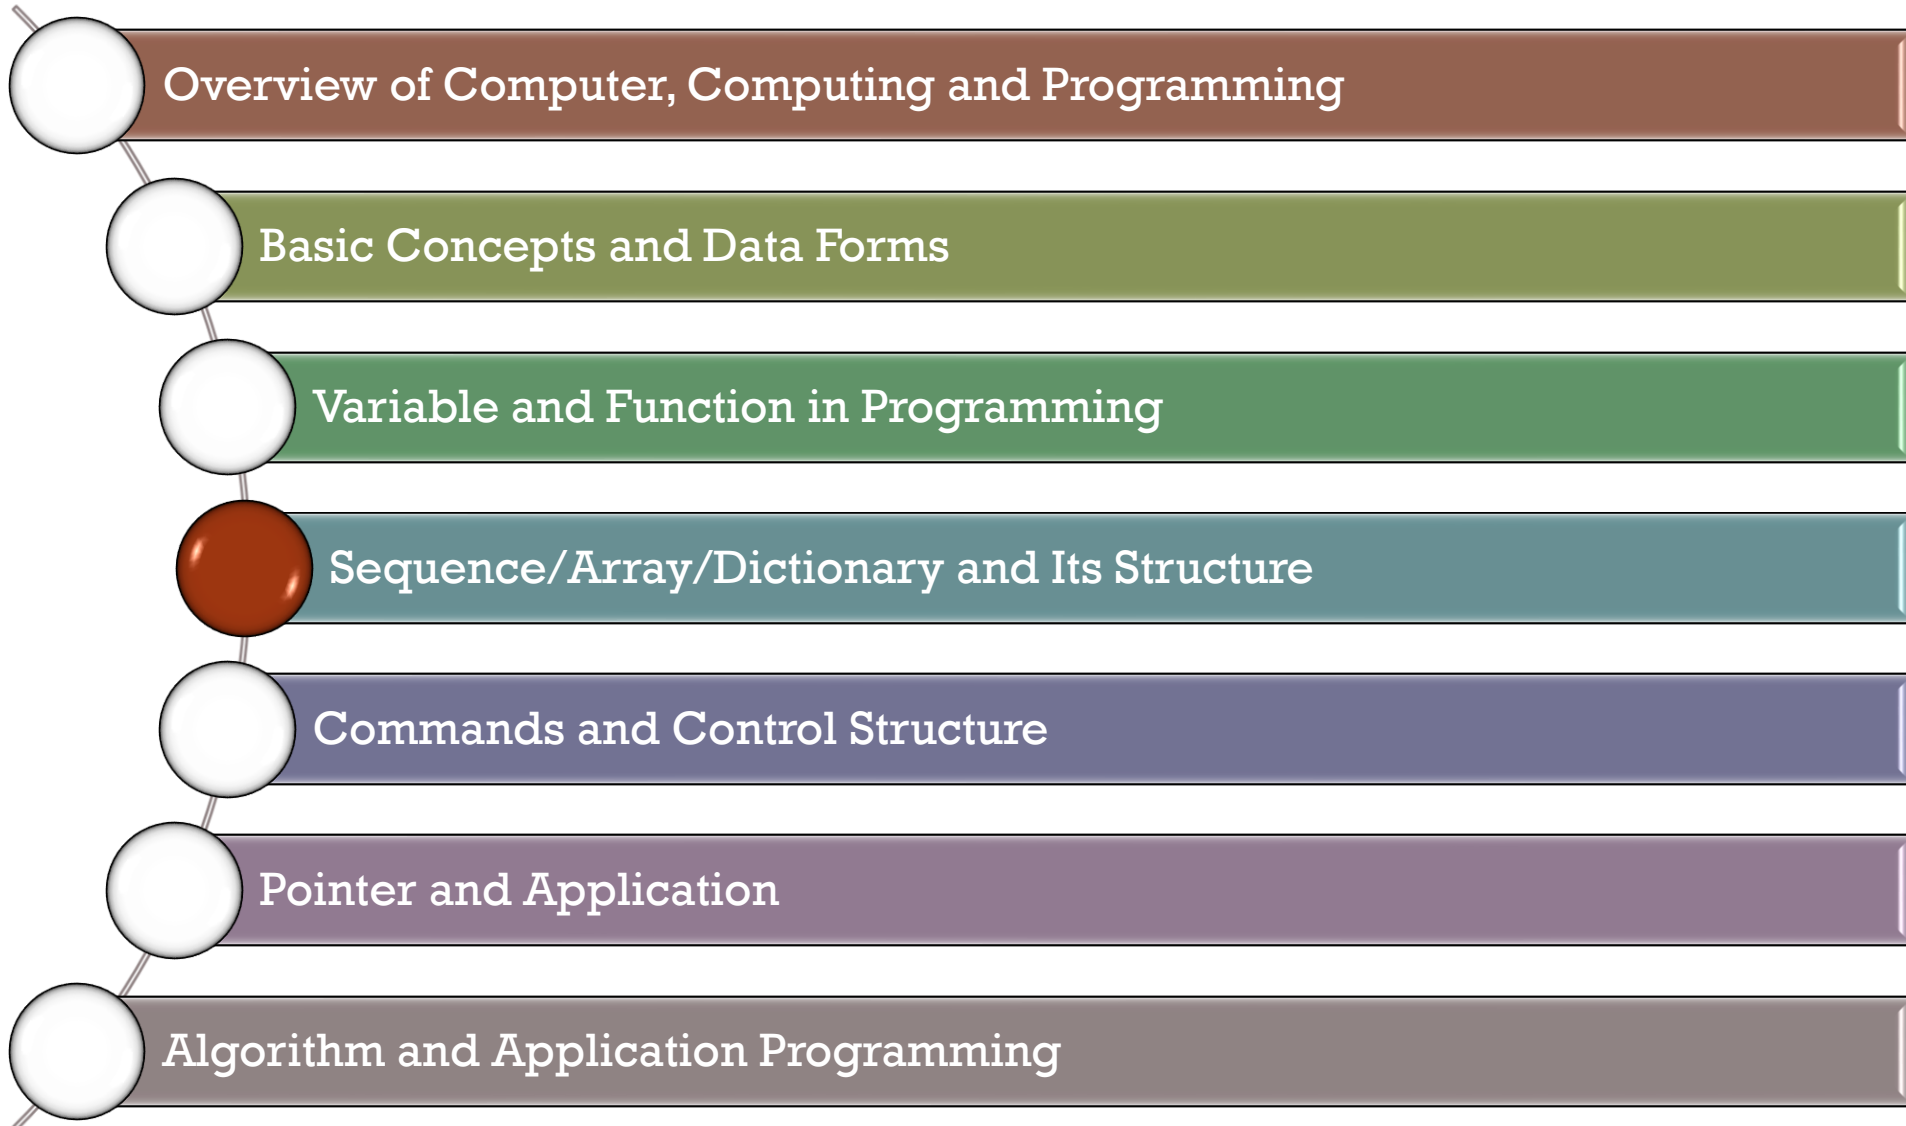 Overview of Computer, Computing and Programming
Basic Concepts and Data Forms
Variable and Function in Programming
Sequence/Array/Dictionary and Its Structure
Commands and Control Structure
Pointer and Application
Algorithm and Application Programming